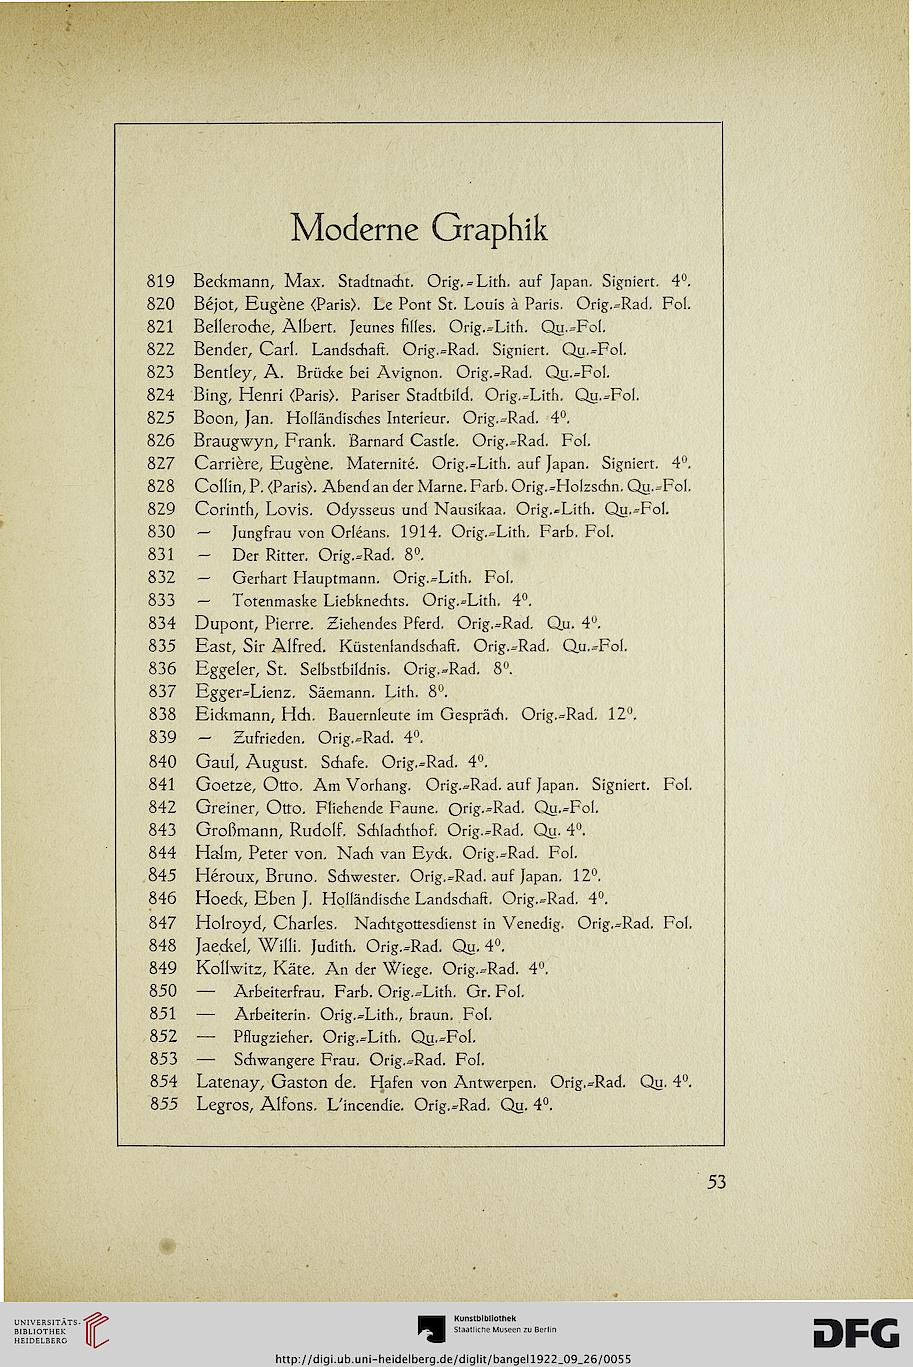 Moderne Graphik
819 Beckmann, Max. Stadtnacht. Orig.=Lith. auf Japan. Signiert. 4⁰.
820 Béjot, Eugène ‹Paris›. Le Pont St. Louis à Paris. Orig.=Rad. Fol.
821 Belleroche, Albert. Jeunes filles. Orig.=Lith. Qu.=Fol.
822 Bender, Carl. Landschaft. Orig.=Rad. Signiert. Qu.=Fol.
823 Bentley, A. Brücke bei Avignon. Orig.=Rad. Qu.=Fol.
824 Bing, Henri ‹Paris›. Pariser Stadtbild. Orig.=Lith. Qu.=Fol.
825 Boon, Jan. Holländisches Interieur. Orig.=Rad. 4⁰.
826 Braugwyn, Frank. Barnard Castle. Orig.=Rad. Fol.
827 Carrière, Eugène. Maternité. Orig.=Lith. auf Japan. Signiert. 4⁰.
828 Collin, P. ‹Paris›. Abend an der Marne. Farb. Orig.=Holzschn. Qu.=Fol.
829 Corinth, Lovis. Odysseus und Nausikaa. Orig.=Lith. Qu.=Fol.
830 — Jungfrau von Orléans. 1914. Orig.=Lith. Farb. Fol.
831 — Der Ritter. Orig.=Rad. 8⁰.
832 — Gerhart Hauptmann. Orig.=Lith. Fol.
833 — Totenmaske Liebknechts. Orig.=Lith. 4⁰.
834 Dupont, Pierre. Ziehendes Pferd. Orig.=Rad. Qu. 4⁰.
835 East, Sir Alfred. Küstenlandschaft. Orig.=Rad. Qu.=Fol.
836 Eggeler, St. Selbstbildnis. Orig.=Rad. 8⁰.
837 Egger=Lienz. Säemann. Lith. 8⁰.
838 Eickmann, Hch. Bauernleute im Gespräch. Orig.=Rad. 12⁰.
839 — Zufrieden. Orig.=Rad. 4⁰.
840 Gaul, August. Schafe. Orig.=Rad. 4⁰.
841 Goetze, Otto. Am Vorhang. Orig.=Rad. auf Japan. Signiert. Fol.
842 Greiner, Otto. Fliehende Faune. Orig.=Rad. Qu.=Fol.
843 Großmann, Rudolf. Schlachthof. Orig.=Rad. Qu. 4⁰.
844 Halm, Peter von. Nach van Eyck. Orig.=Rad. Fol.
845 Héroux, Bruno. Schwester. Orig.=Rad. auf Japan. 12⁰.
846 Hoeck, Eben J. Holländische Landschaft. Orig.=Rad. 4⁰.
847 Holroyd, Charles. Nachtgottesdienst in Venedig. Orig.=Rad. Fol.
848 Jaeckel, Willi. Judith. Orig.=Rad. Qu. 4⁰.
849 Kollwitz, Käte. An der Wiege. Orig.=Rad. 4⁰.
850 — Arbeiterfrau. Farb. Orig.=Lith. Gr. Fol.
851 — Arbeiterin. Orig.=Lith., braun. Fol.
852 — Pflugzieher. Orig.=Lith. Qu.=Fol.
853 — Schwangere Frau. Orig.=Rad. Fol.
854 Latenay, Gaston de. Hafen von Antwerpen. Orig.=Rad. Qu. 4⁰.
855 Legros, Alfons. L'incendie. Orig.=Rad. Qu. 4⁰.
53
UNIVERSITÄTS-
BIBLIOTHEK
HEIDELBERG
Kunstbibliothek
Staatliche Museen zu Berlin
DFG
http://digi.ub.uni-heidelberg.de/diglit/bangel1922_09_26/0055